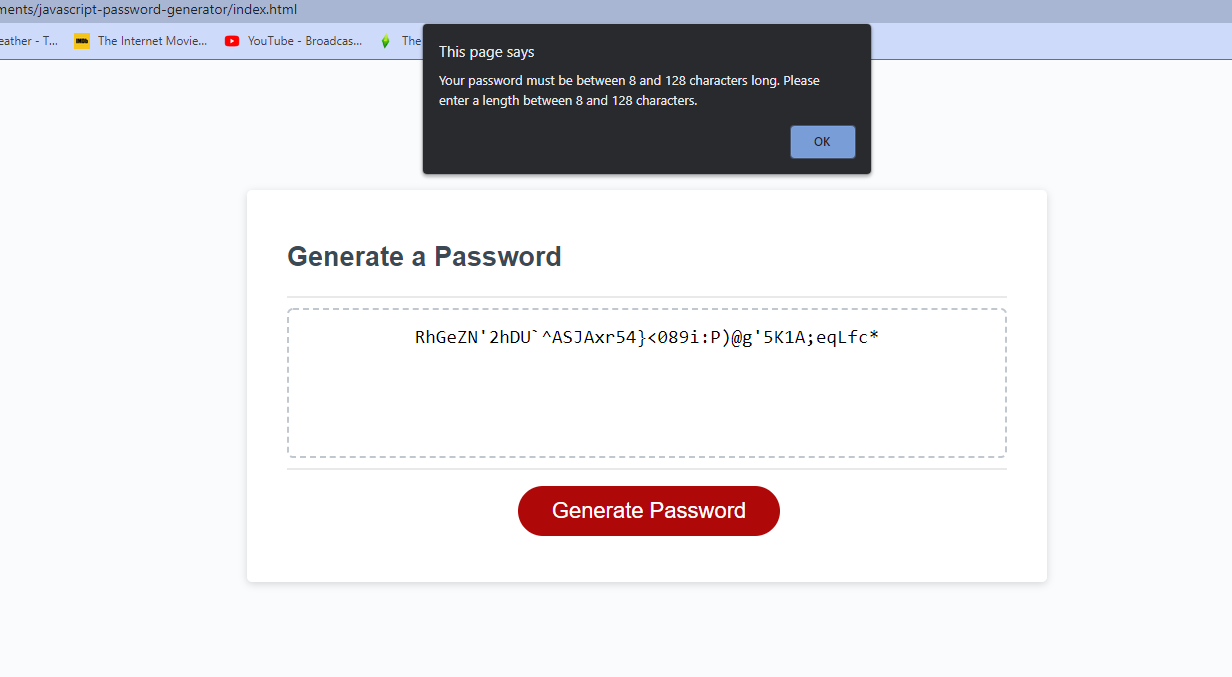 ments/javascript-password-generator/index.html
eather - T... The Internet Movie... YouTube - Broadcas... The
This page says
Your password must be between 8 and 128 characters long. Please
enter a length between 8 and 128 characters.
OK
Generate a Password
RhGeZN'2hDU`^ASJAxr54}<089i:P)@g'5K1A;eqLfc*
Generate Password